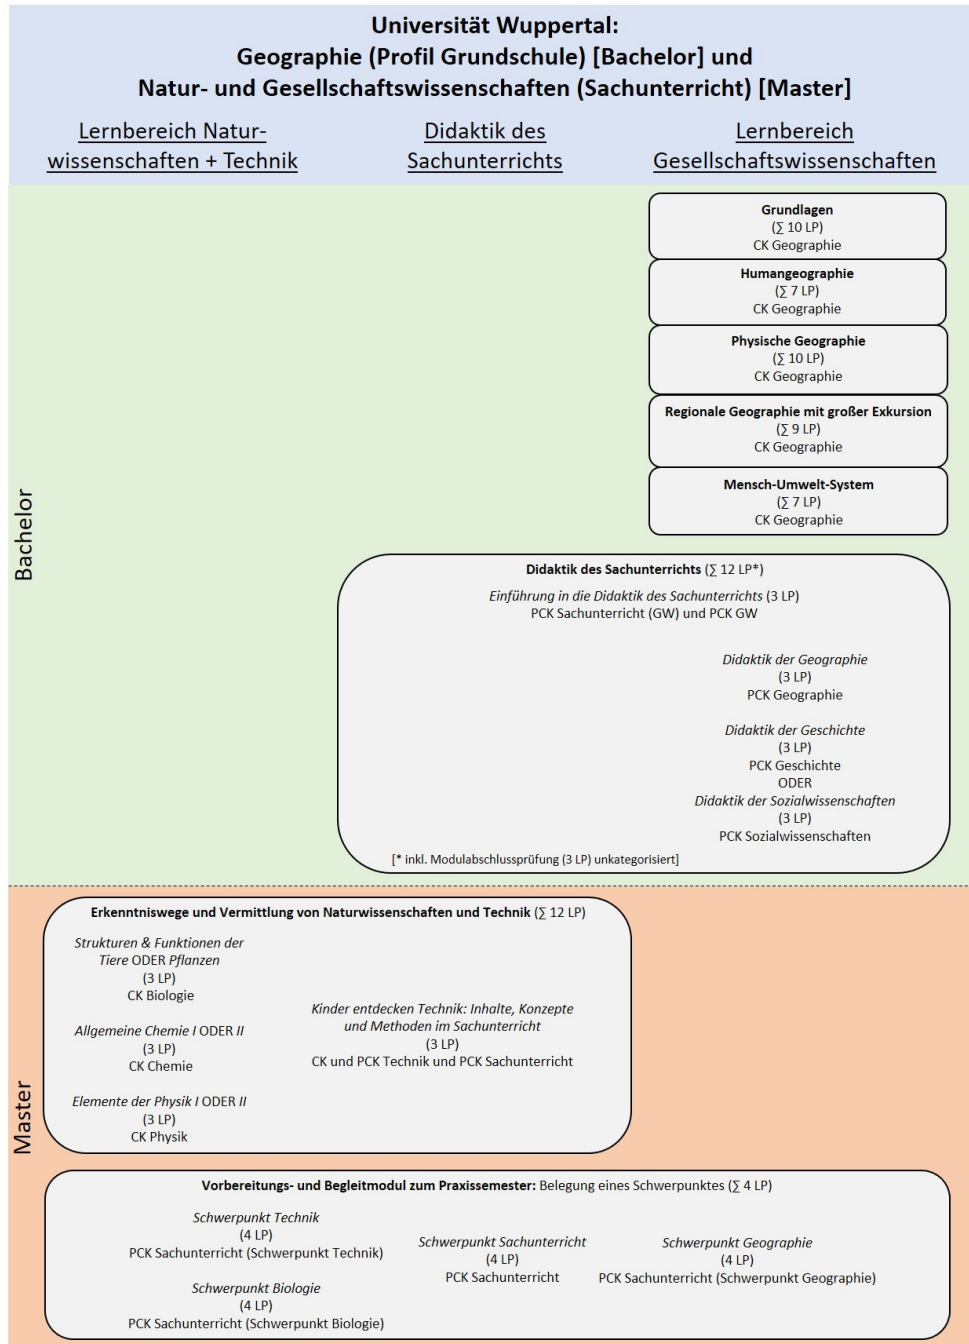 Universität Wuppertal:
Geographie (Profil Grundschule) [Bachelor] und
Natur- und Gesellschaftswissenschaften (Sachunterricht) [Master]
Lernbereich Natur-
wissenschaften + Technik
Didaktik des
Sachunterrichts
Lernbereich
Gesellschaftswissenschaften
Bachelor
Grundlagen
(∑ 10 LP)
CK Geographie
Humangeographie
(∑ 7 LP)
CK Geographie
Physische Geographie
(∑ 10 LP)
CK Geographie
Regionale Geographie mit großer Exkursion
(∑ 9 LP)
CK Geographie
Mensch-Umwelt-System
(∑ 7 LP)
CK Geographie
Didaktik des Sachunterrichts (∑ 12 LP*)
Einführung in die Didaktik des Sachunterrichts (3 LP)
PCK Sachunterricht (GW) und PCK GW
Didaktik der Geographie
(3 LP)
PCK Geographie
Didaktik der Geschichte
(3 LP)
PCK Geschichte
ODER
Didaktik der Sozialwissenschaften
(3 LP)
PCK Sozialwissenschaften
[* inkl. Modulabschlussprüfung (3 LP) unkategorisiert]
Master
Erkenntniswege und Vermittlung von Naturwissenschaften und Technik (∑ 12 LP)
Strukturen & Funktionen der
Tiere ODER Pflanzen
(3 LP)
CK Biologie
Allgemeine Chemie I ODER II
(3 LP)
CK Chemie
Elemente der Physik I ODER II
(3 LP)
CK Physik
Kinder entdecken Technik: Inhalte, Konzepte
und Methoden im Sachunterricht
(3 LP)
CK und PCK Technik und PCK Sachunterricht
Vorbereitungs- und Begleitmodul zum Praxissemester: Belegung eines Schwerpunktes (∑ 4 LP)
Schwerpunkt Technik
(4 LP)
PCK Sachunterricht (Schwerpunkt Technik)
Schwerpunkt Biologie
(4 LP)
PCK Sachunterricht (Schwerpunkt Biologie)
Schwerpunkt Sachunterricht
(4 LP)
PCK Sachunterricht
Schwerpunkt Geographie
(4 LP)
PCK Sachunterricht (Schwerpunkt Geographie)